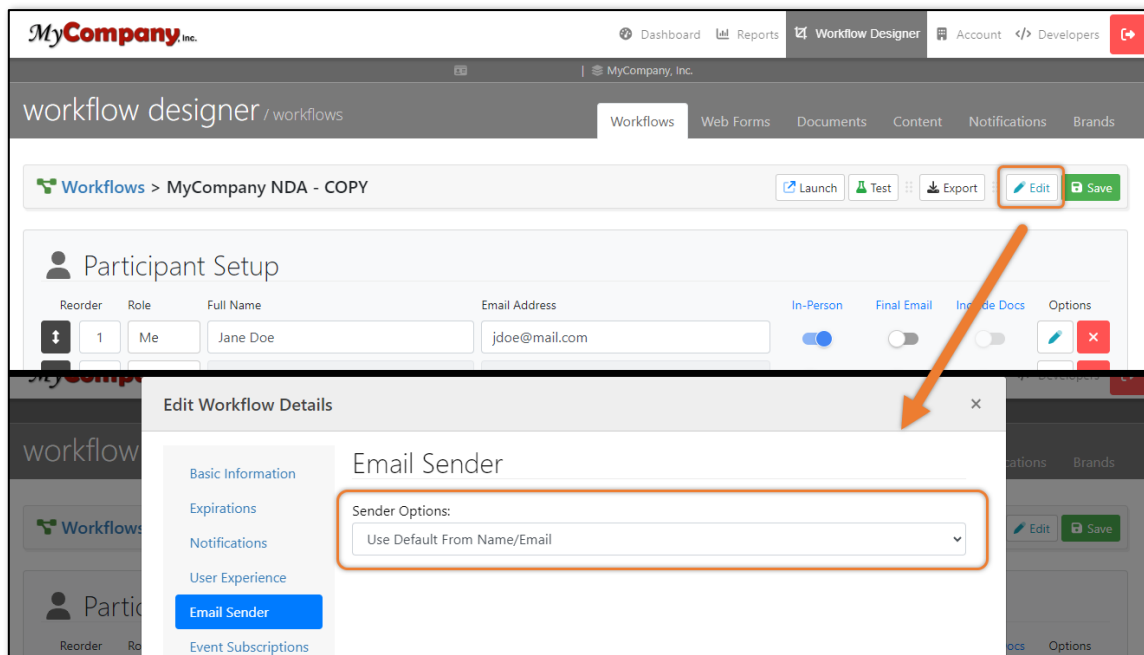 MyCompany, Inc.
Dashboard Reports Workflow Designer Account </> Developers
| MyCompany, Inc.
workflow designer / workflows
Workflows Web Forms Documents Content Notifications Brands
Workflows > MyCompany NDA - COPY
Launch Test Export Edit Save
Participant Setup
Reorder Role Full Name Email Address In-Person Final Email Include Docs Options
1 Me Jane Doe jdoe@mail.com
Edit Workflow Details ×
workflow
Brands
Basic Information
Email Sender
Expirations
Sender Options:
Workflows
Notifications
Use Default From Name/Email
Edit Save
User Experience
Email Sender
Event Subscriptions
Reorder
Options